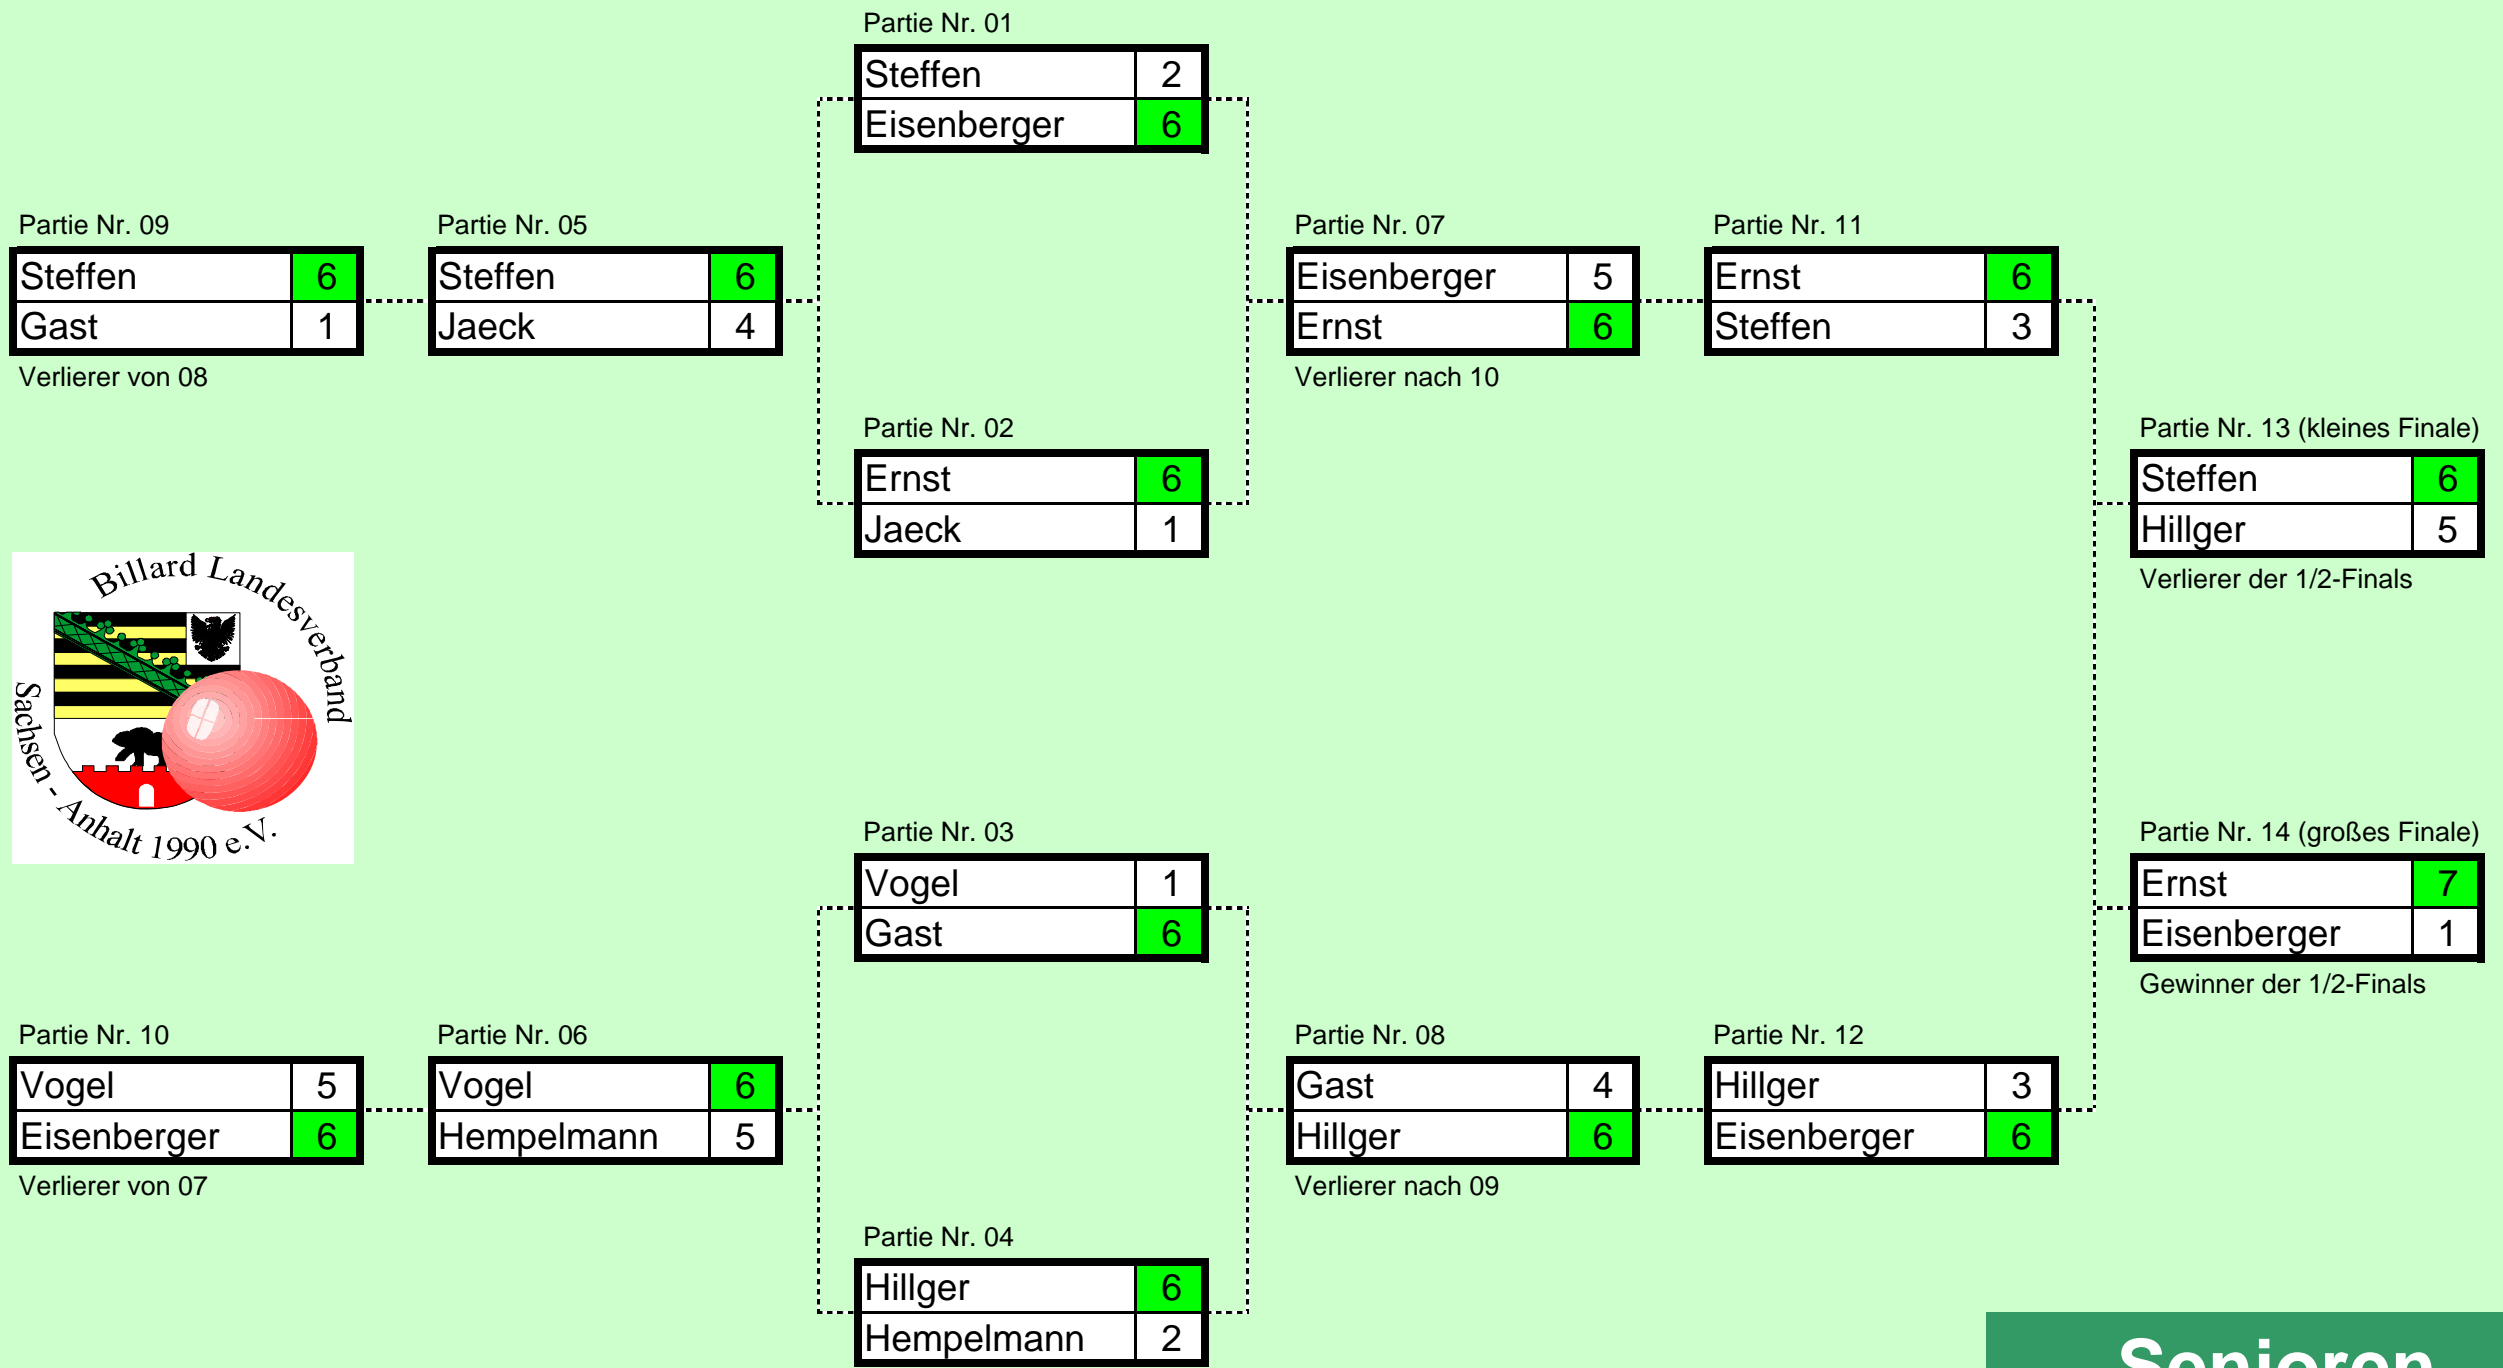 Partie Nr. 01
Steffen 2
Eisenberger 6
Partie Nr. 09
Steffen 6
Gast 1
Verlierer von 08
Partie Nr. 05
Steffen 6
Jaeck 4
Partie Nr. 07
Eisenberger 5
Ernst 6
Verlierer nach 10
Partie Nr. 11
Ernst 6
Steffen 3
Partie Nr. 02
Ernst 6
Jaeck 1
Partie Nr. 13 (kleines Finale)
Steffen 6
Hillger 5
Verlierer der 1/2-Finals
Billard Landesverband
Sachsen - Anhalt 1990 e.V.
Partie Nr. 03
Vogel 1
Gast 6
Partie Nr. 14 (großes Finale)
Ernst 7
Eisenberger 1
Gewinner der 1/2-Finals
Partie Nr. 10
Vogel 5
Eisenberger 6
Verlierer von 07
Partie Nr. 06
Vogel 6
Hempelmann 5
Partie Nr. 08
Gast 4
Hillger 6
Verlierer nach 09
Partie Nr. 12
Hillger 3
Eisenberger 6
Partie Nr. 04
Hillger 6
Hempelmann 2
Senioren